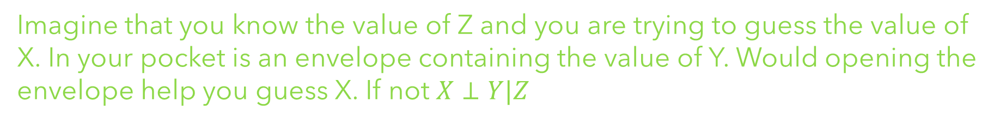 Imagine that you know the value of Z and you are trying to guess the value of
X. In your pocket is an envelope containing the value of Y. Would opening the
envelope help you guess X. If not 𝑋 ⊥ 𝑌|𝑍